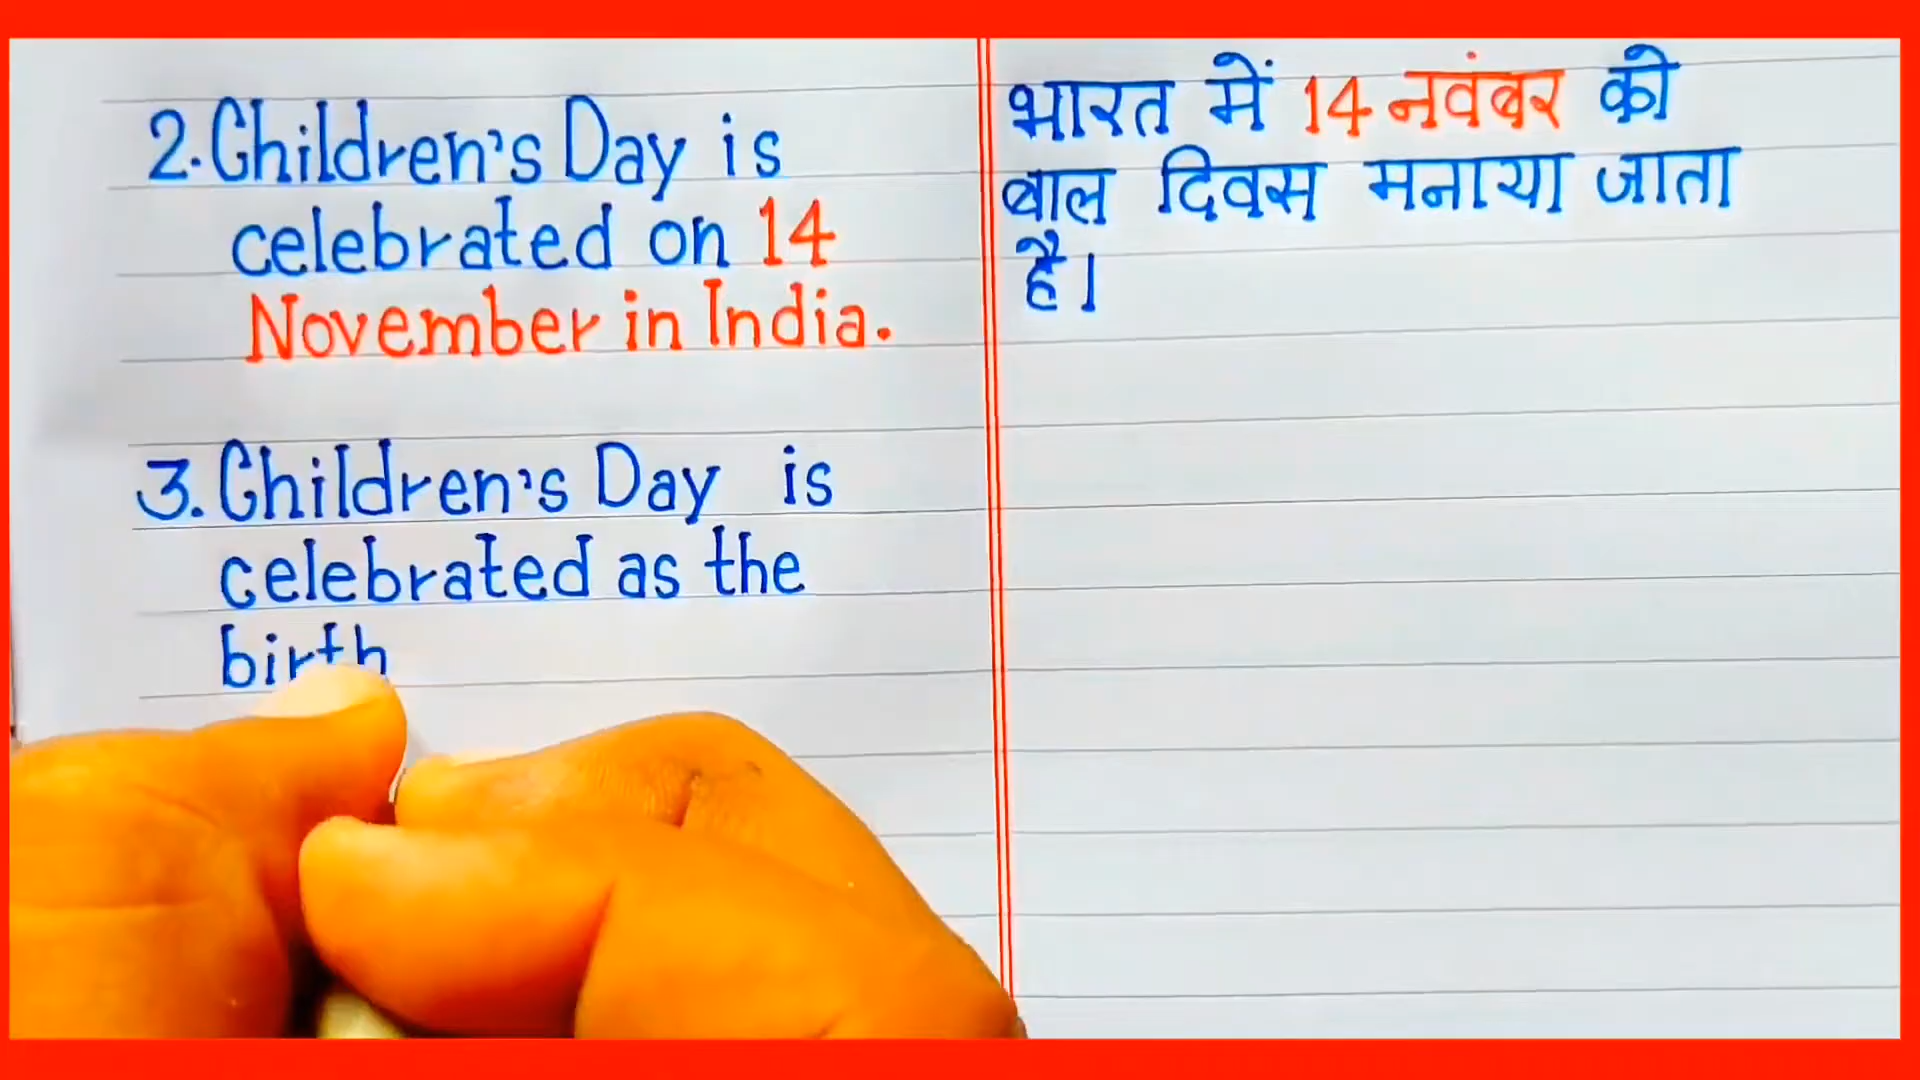 2. Children's Day is
celebrated on 14
November in India.
3. Children's Day is
celebrated as the
birth
भारत में 14 नवंबर को
बाल दिवस मनाया जाता
है।